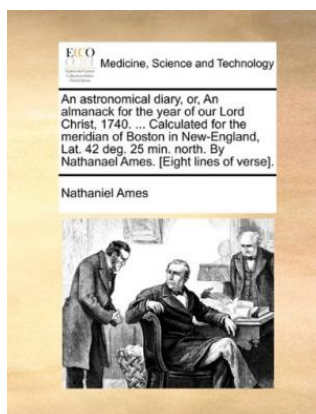 ECCO
Medicine, Science and Technology
An astronomical diary, or, An
almanack for the year of our Lord
Christ, 1740. ... Calculated for the
meridian of Boston in New-England,
Lat. 42 deg. 25 min. north. By
Nathanael Ames. [Eight lines of verse].
Nathaniel Ames